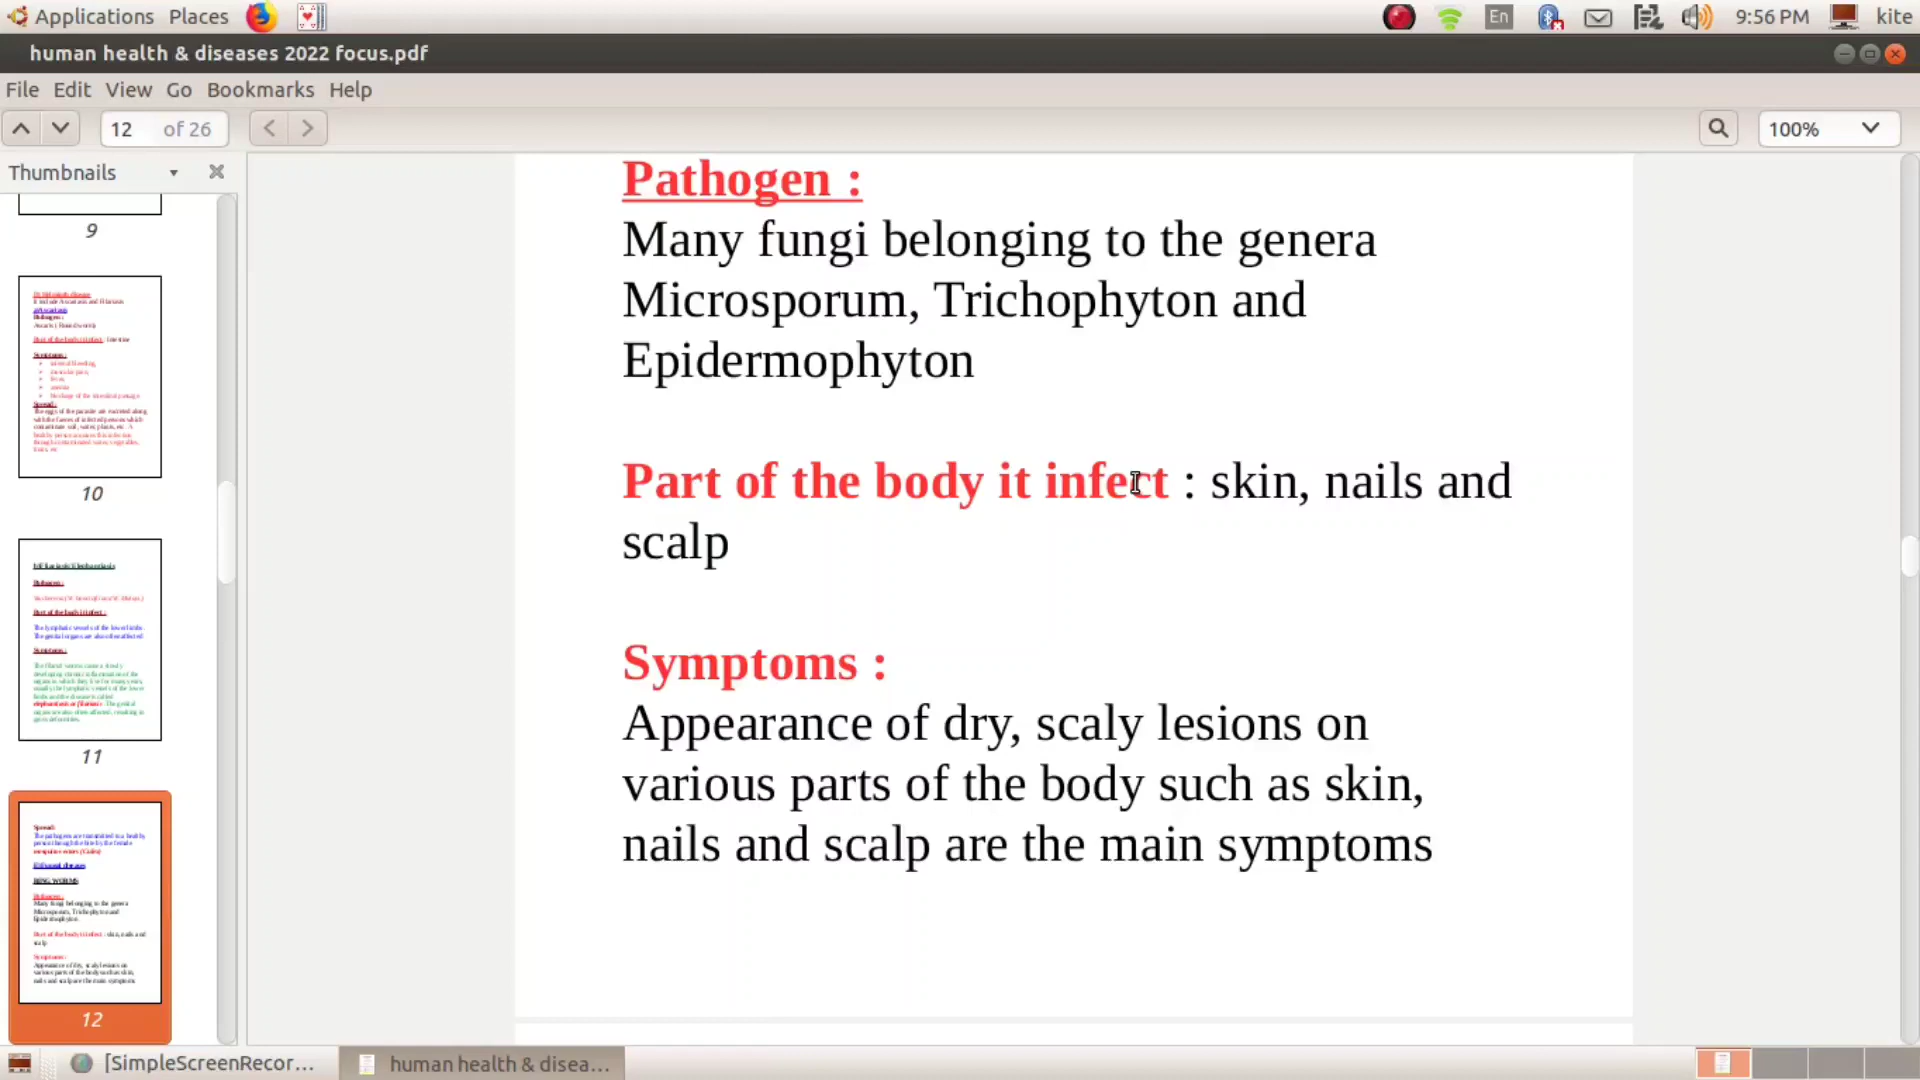 Applications Places En 9:56 PM kite
human health & diseases 2022 focus.pdf
File Edit View Go Bookmarks Help
12 of 26 100%
Thumbnails
9
10
11
12
Pathogen :
Many fungi belonging to the genera
Microsporum, Trichophyton and
Epidermophyton
Part of the body it infect : skin, nails and
scalp
Symptoms :
Appearance of dry, scaly lesions on
various parts of the body such as skin,
nails and scalp are the main symptoms
[SimpleScreenRecor... human health & disea...